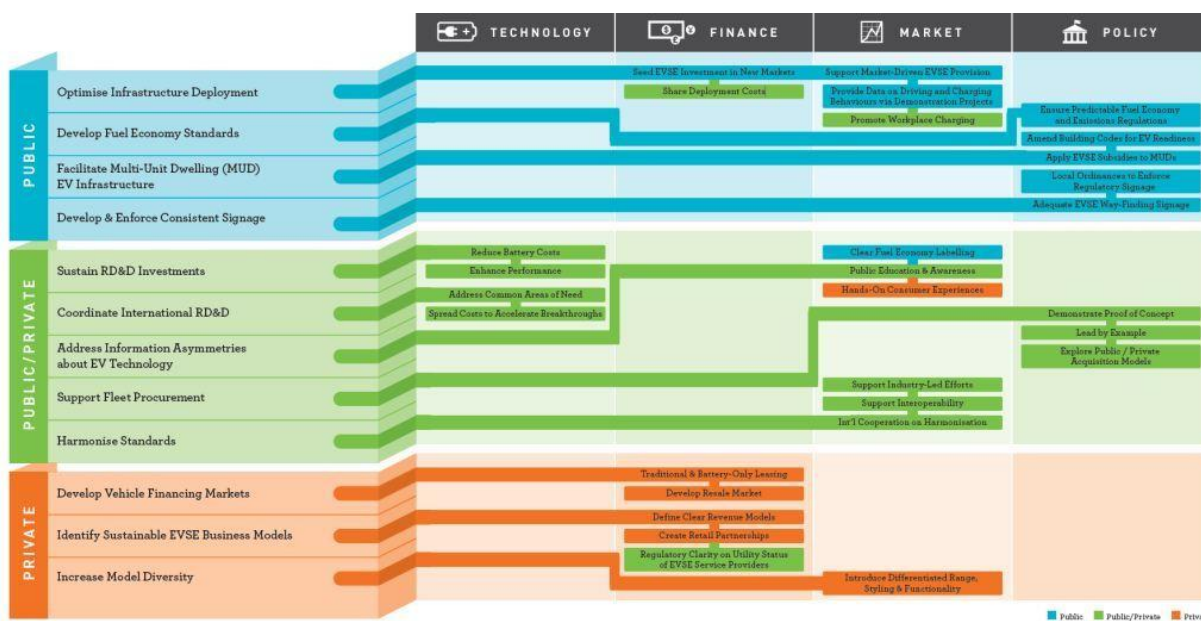 TECHNOLOGY
FINANCE
MARKET
POLICY
PUBLIC
Optimise Infrastructure Deployment
Develop Fuel Economy Standards
Facilitate Multi-Unit Dwelling (MUD)
EV Infrastructure
Develop & Enforce Consistent Signage
Seed EVSE Investment in New Markets
Share Deployment Costs
Support Market-Driven EVSE Provision
Provide Data on Driving and Charging
Behaviours via Demonstration Projects
Promote Workplace Charging
Ensure Predictable Fuel Economy
and Emissions Regulations
Amend Building Codes for EV Readiness
Apply EVSE Subsidies to MUDs
Local Ordinances to Enforce
Regulatory Signage
Adequate EVSE Way-Finding Signage
PUBLIC/PRIVATE
Sustain RD&D Investments
Coordinate International RD&D
Address Information Asymmetries
about EV Technology
Support Fleet Procurement
Harmonise Standards
Reduce Battery Costs
Enhance Performance
Address Common Areas of Need
Spread Costs to Accelerate Breakthroughs
Clear Fuel Economy Labelling
Public Education & Awareness
Hands-On Consumer Experiences
Support Industry-Led Efforts
Support Interoperability
Int'l Cooperation on Harmonisation
Demonstrate Proof of Concept
Lead by Example
Explore Public / Private
Acquisition Models
PRIVATE
Develop Vehicle Financing Markets
Identify Sustainable EVSE Business Models
Increase Model Diversity
Traditional & Battery-Only Leasing
Develop Resale Market
Define Clear Revenue Models
Create Retail Partnerships
Regulatory Clarity on Utility Status
of EVSE Service Providers
Introduce Differentiated Range,
Styling & Functionality
Public
Public/Private
Priva